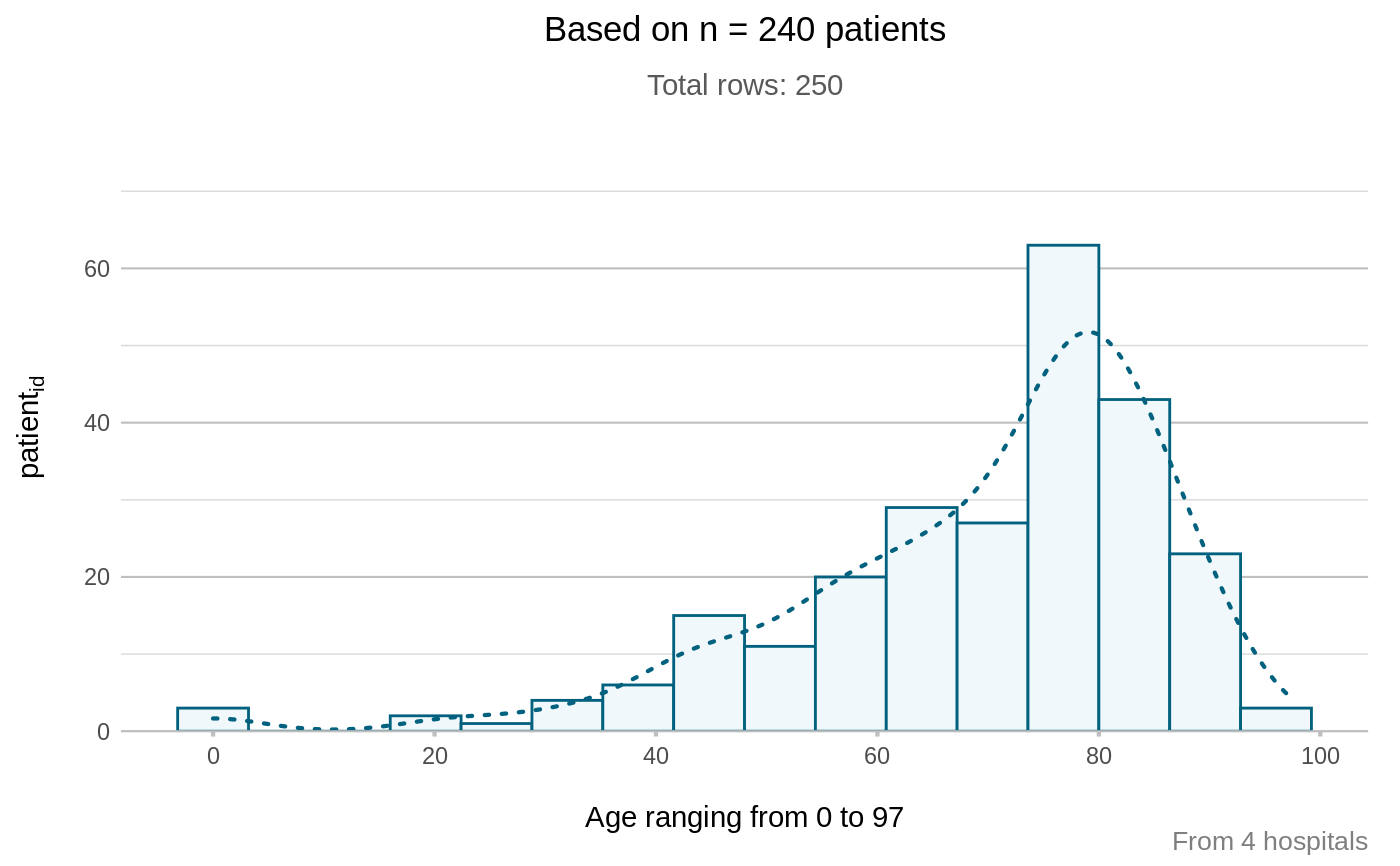 Based on n = 240 patients
Total rows: 250
patient_id
60
40
20
0
0 20 40 60 80 100
Age ranging from 0 to 97
From 4 hospitals